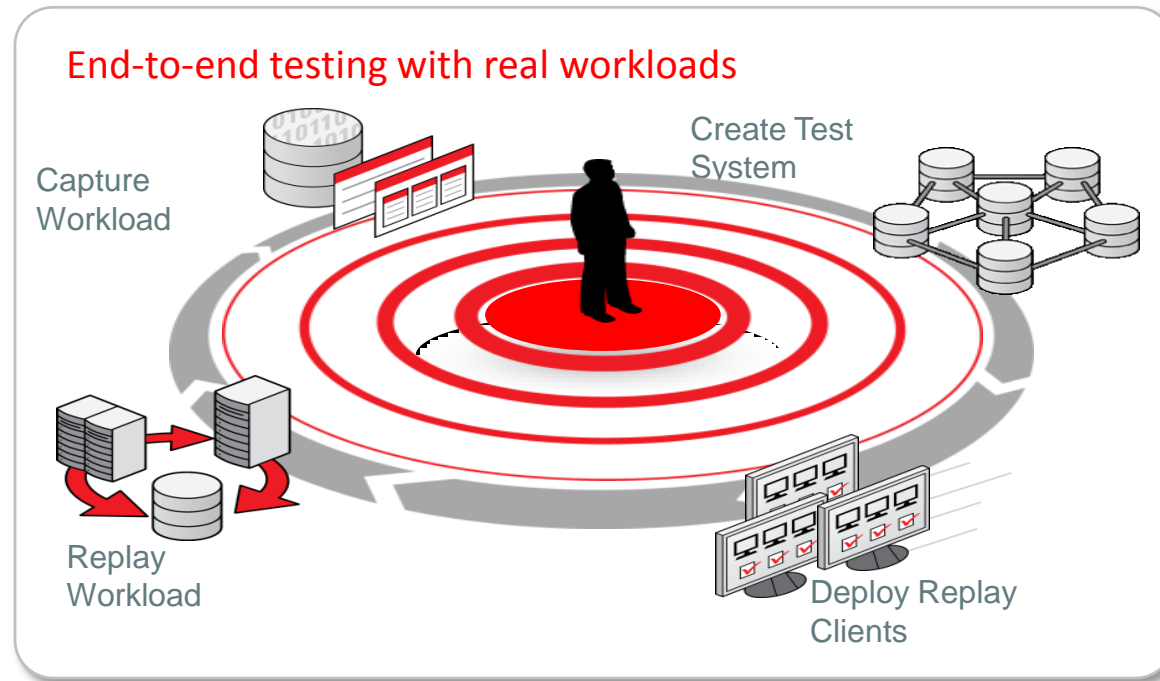 End-to-end testing with real workloads
Capture
Workload
Create Test
System
Replay
Workload
Deploy Replay
Clients